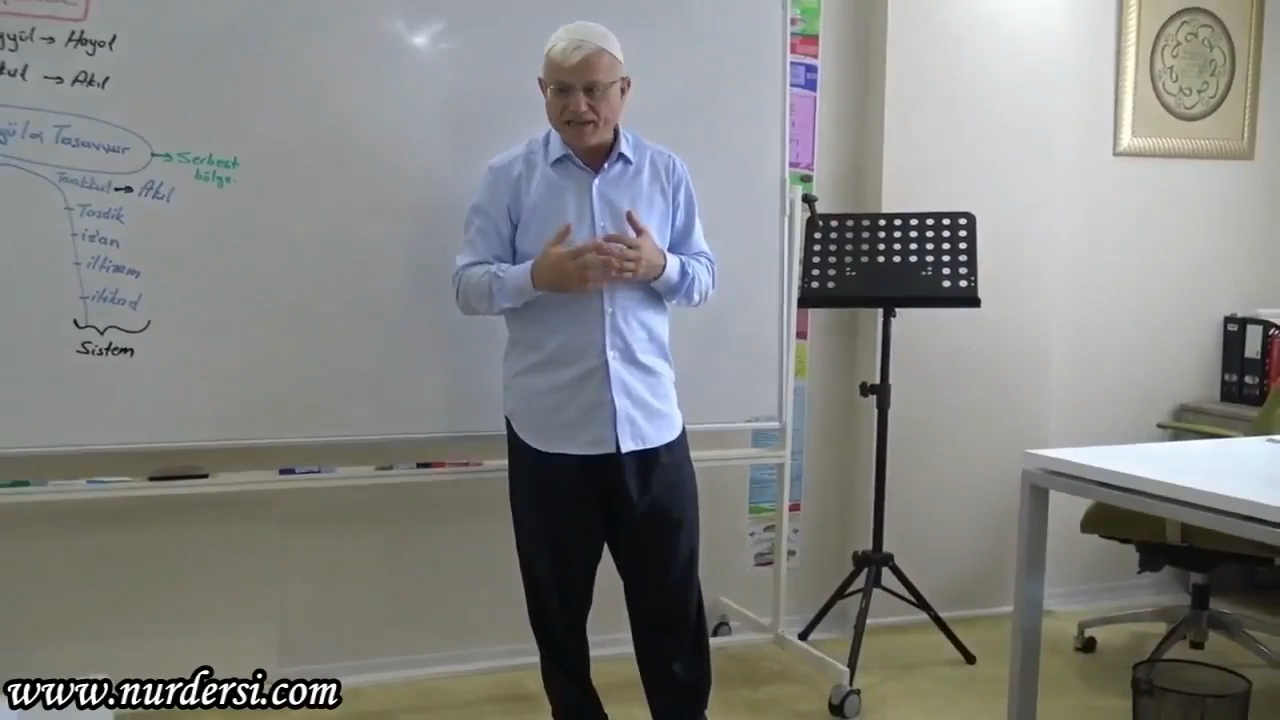 Hayal
Akıl
Tasavvur
Serbest
bölge.
Taakkul → Akıl
Tasdik
iz'an
iltizam
itikad
Sistem
www.nurdersi.com